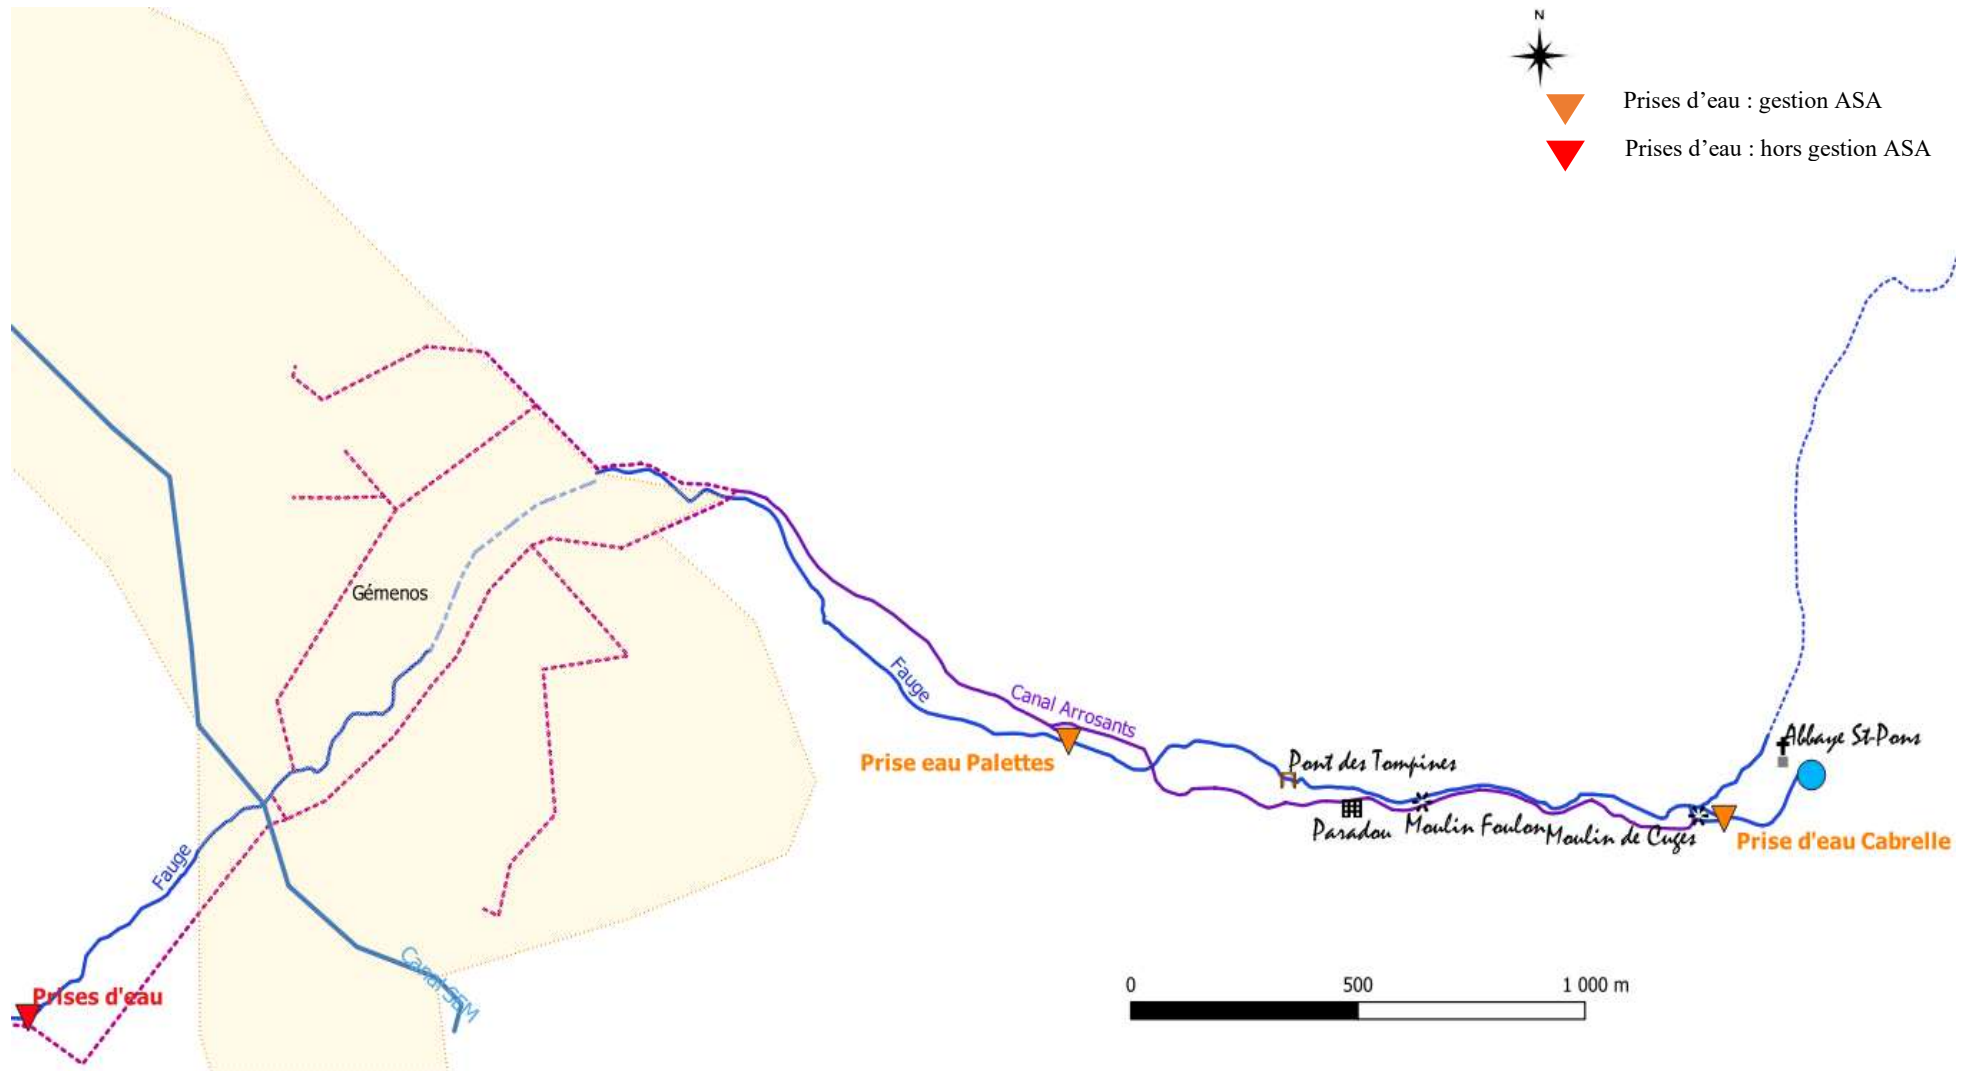 N
Prises d'eau : gestion ASA
Prises d'eau : hors gestion ASA
Gémenos
Fauge
Canal Arrosants
Prise eau Palettes
Pont des Tompines
Abbaye St-Pons
Paradou
Moulin Foulon
Moulin de Cuges
Prise d'eau Cabrelle
Fauge
Canal SEM
Prises d'eau
0 500 1 000 m